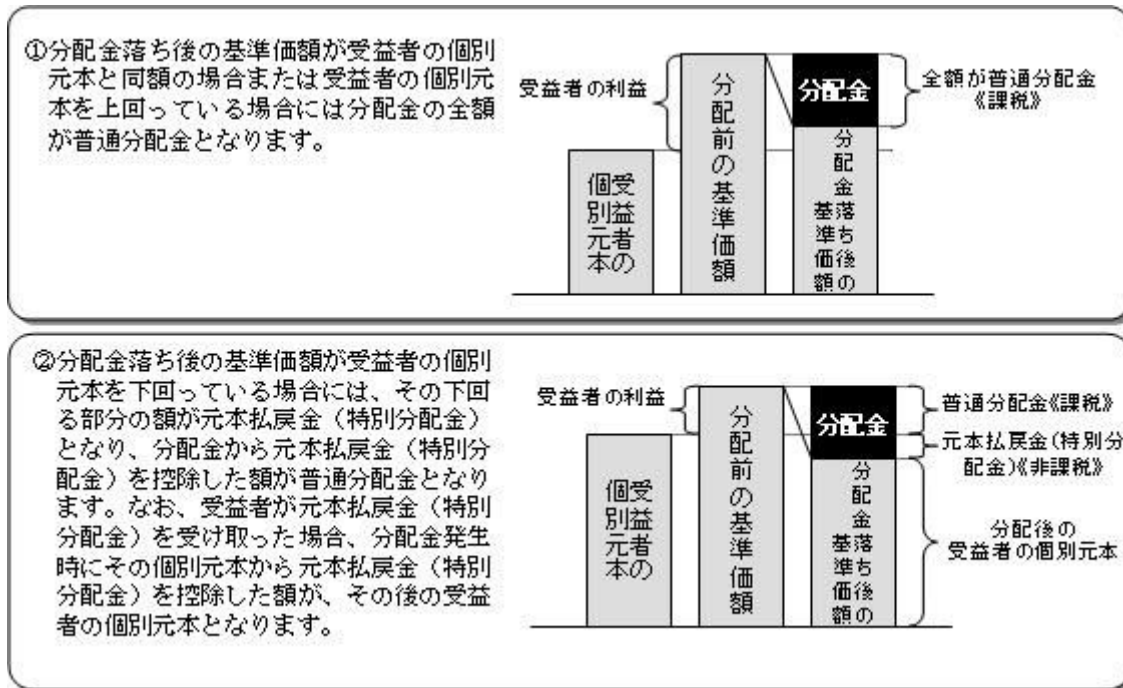 ①分配金落ち後の基準価額が受益者の個別
元本と同額の場合または受益者の個別元
本を上回っている場合には分配金の全額
が普通分配金となります。
受益者の利益
個別元本
受益者の
分配前の基準価額
分配金
分配金落ち後の
基準価額
全額が普通分配金
《課税》
②分配金落ち後の基準価額が受益者の個別
元本を下回っている場合には、その下回
る部分の額が元本払戻金（特別分配金）
となり、分配金から元本払戻金（特別分
配金）を控除した額が普通分配金となり
ます。なお、受益者が元本払戻金（特別
分配金）を受け取った場合、分配金発生
時にその個別元本から元本払戻金（特別
分配金）を控除した額が、その後の受益
者の個別元本となります。
受益者の利益
受益者の
個別元本
分配前の基準価額
分配金
分配金落ち後の
基準価額
普通分配金《課税》
元本払戻金(特別分
配金)《非課税》
分配後の
受益者の個別元本